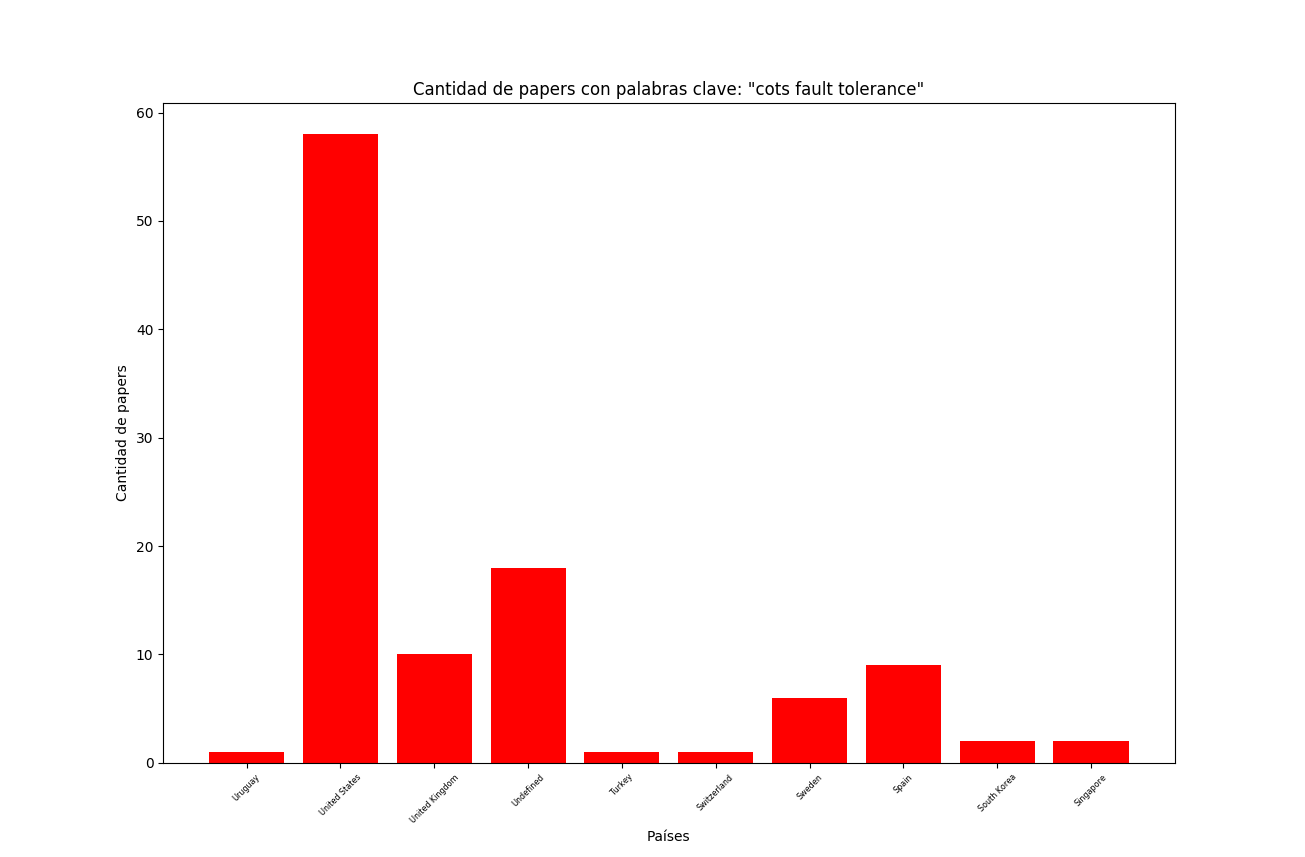 Cantidad de papers con palabras clave: "cots fault tolerance"
60
50
40
30
20
10
0
Cantidad de papers
Uruguay
United States
United Kingdom
Undefined
Turkey
Switzerland
Sweden
Spain
South Korea
Singapore
Países